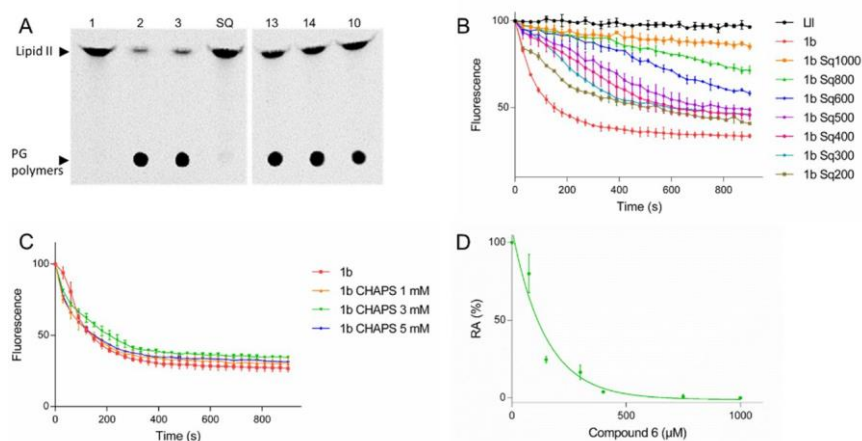 A
1 2 3 SQ 13 14 10
Lipid II
PG
polymers
B
Fluorescence
100
50
0 200 400 600 800
Time (s)
LII
1b
1b Sq1000
1b Sq800
1b Sq600
1b Sq500
1b Sq400
1b Sq300
1b Sq200
C
Fluorescence
100
50
0
0 200 400 600 800
Time (s)
1b
1b CHAPS 1 mM
1b CHAPS 3 mM
1b CHAPS 5 mM
D
RA (%)
100
50
0
0 500 1000
Compound 6 (µM)